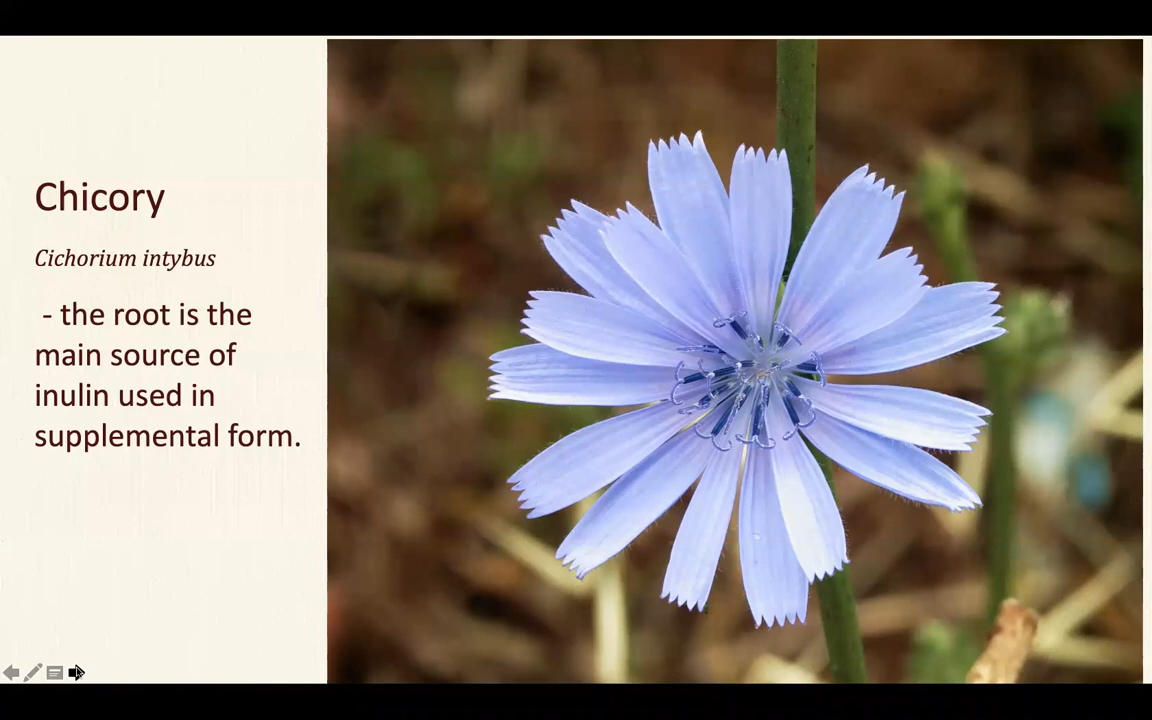 Chicory
Cichorium intybus
- the root is the
main source of
inulin used in
supplemental form.